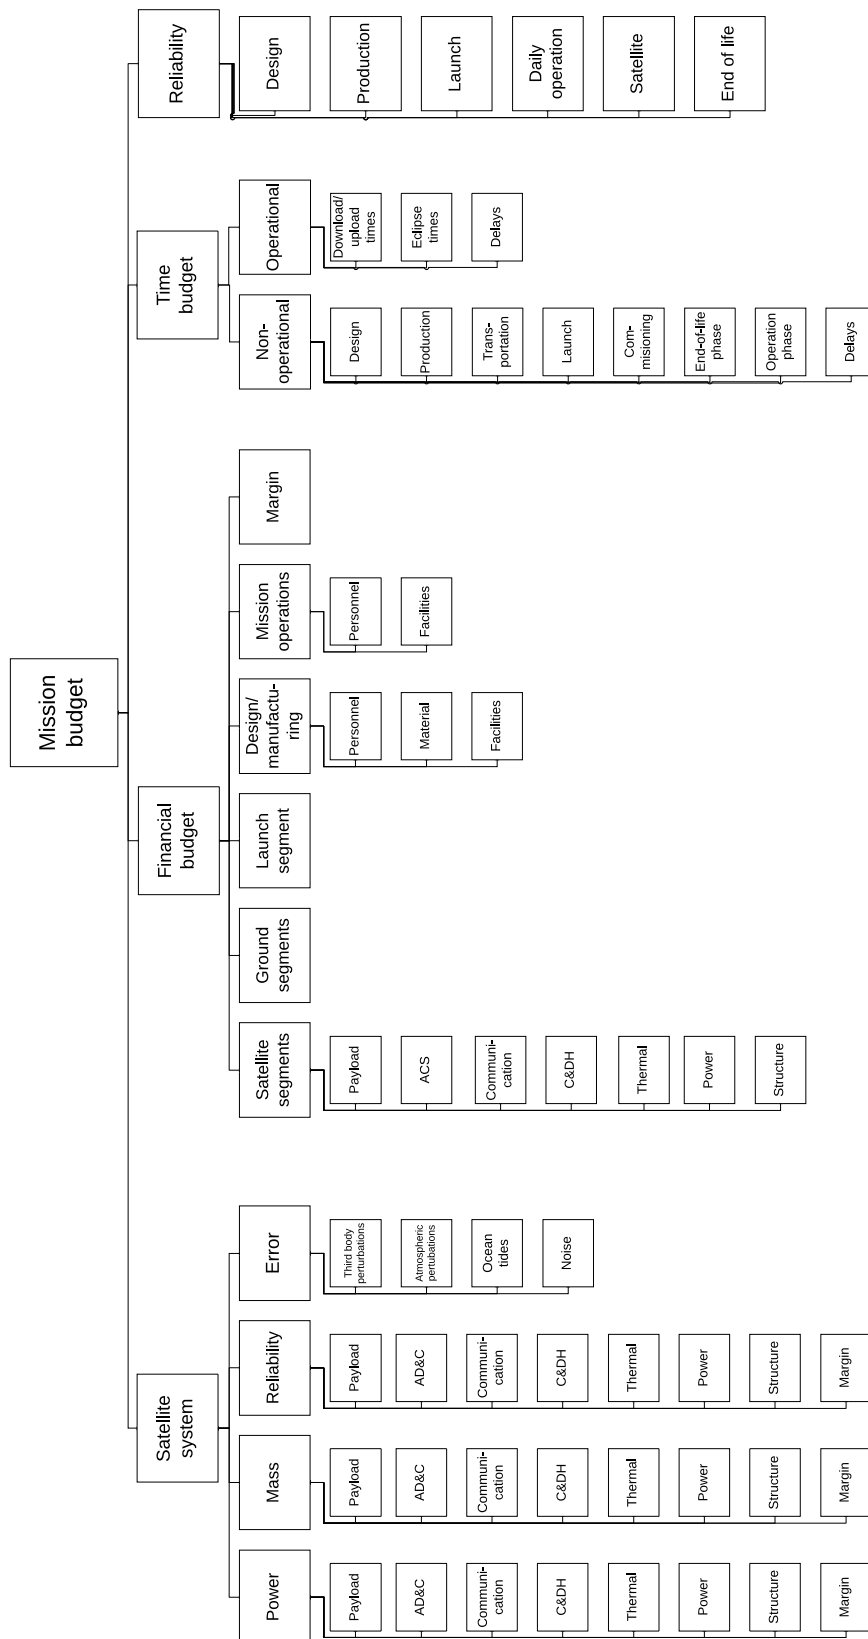 Mission
budget
Satellite
system
Power
Payload
AD&C
Communi-
cation
C&DH
Thermal
Power
Structure
Margin
Mass
Payload
AD&C
Communi-
cation
C&DH
Thermal
Power
Structure
Margin
Reliability
Payload
AD&C
Communi-
cation
C&DH
Thermal
Power
Structure
Margin
Error
Third body
perturbations
Atmospheric
pertubations
Ocean
tides
Noise
Financial
budget
Satellite
segments
Payload
ACS
Communi-
cation
C&DH
Thermal
Power
Structure
Ground
segments
Launch
segment
Design/
manufactu-
ring
Personnel
Material
Facilities
Mission
operations
Personnel
Facilities
Margin
Time
budget
Non-
operational
Design
Production
Trans-
portation
Launch
Com-
misioning
End-of-life
phase
Operation
phase
Delays
Operational
Download/
upload
times
Eclipse
times
Delays
Reliability
Design
Production
Launch
Daily
operation
Satellite
End of life